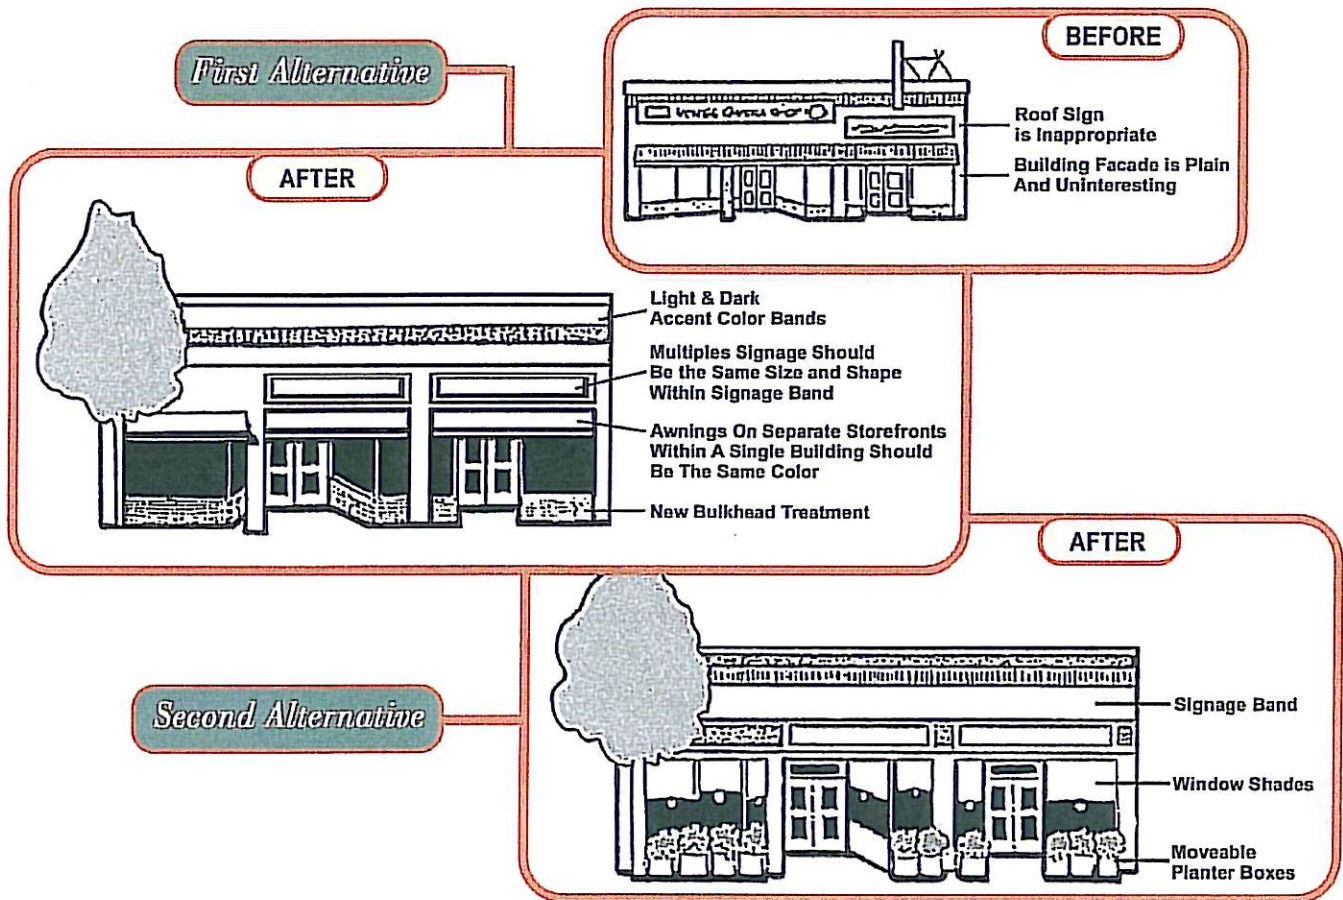 First Alternative
BEFORE
Roof Sign
is Inappropriate
Building Facade is Plain
And Uninteresting
AFTER
Light & Dark
Accent Color Bands
Multiples Signage Should
Be the Same Size and Shape
Within Signage Band
Awnings On Separate Storefronts
Within A Single Building Should
Be The Same Color
New Bulkhead Treatment
AFTER
Second Alternative
Signage Band
Window Shades
Moveable
Planter Boxes